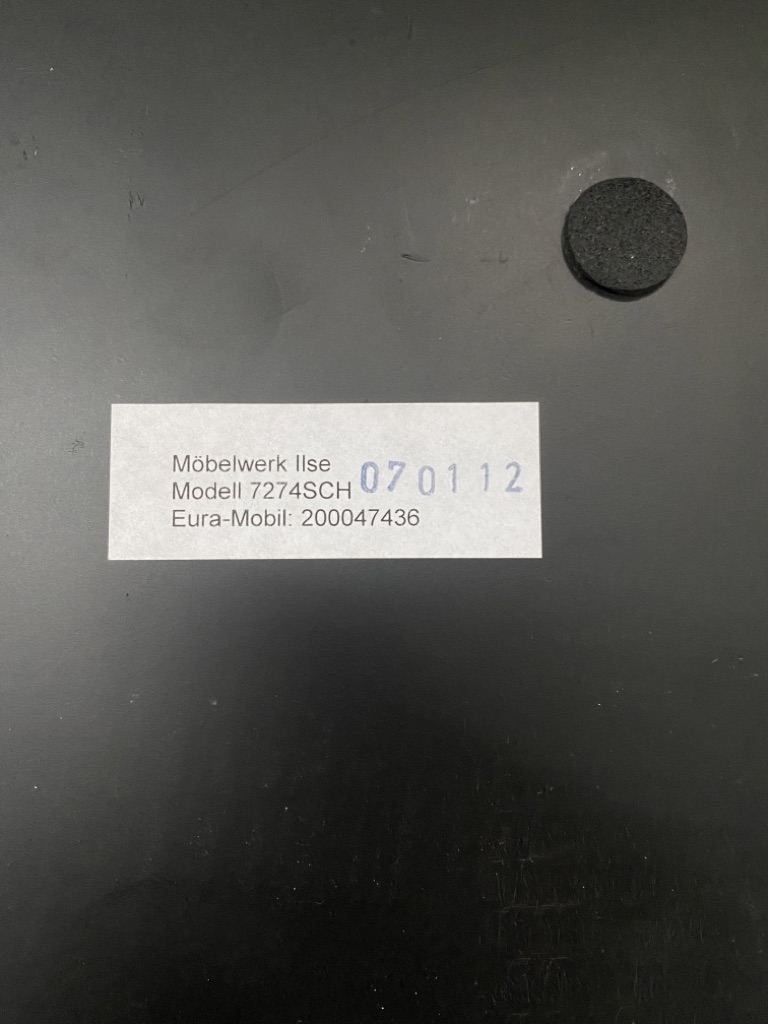 Möbelwerk Ilse
Modell 7274SCH 070112
Eura-Mobil: 200047436